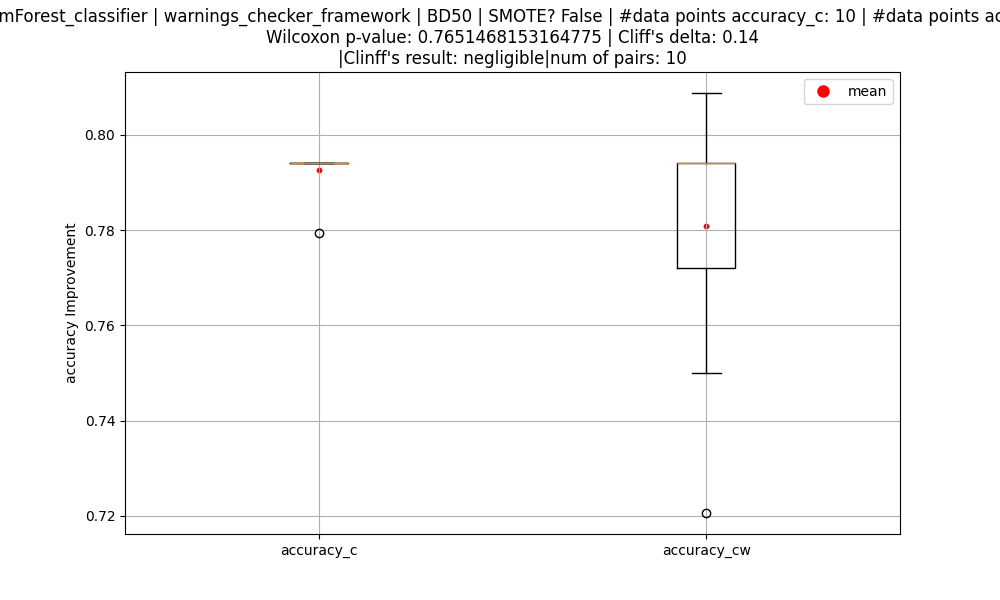 mForest_classifier | warnings_checker_framework | BD50 | SMOTE? False | #data points accuracy_c: 10 | #data points ac
Wilcoxon p-value: 0.7651468153164775 | Cliff's delta: 0.14
|Clinff's result: negligible|num of pairs: 10
mean
0.80
0.78
0.76
0.74
0.72
accuracy Improvement
accuracy_c
accuracy_cw